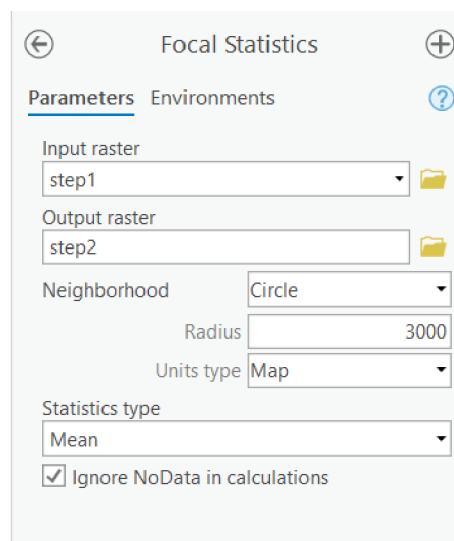 Focal Statistics
Parameters Environments
Input raster
step1
Output raster
step2
Neighborhood Circle
Radius 3000
Units type Map
Statistics type
Mean
Ignore NoData in calculations